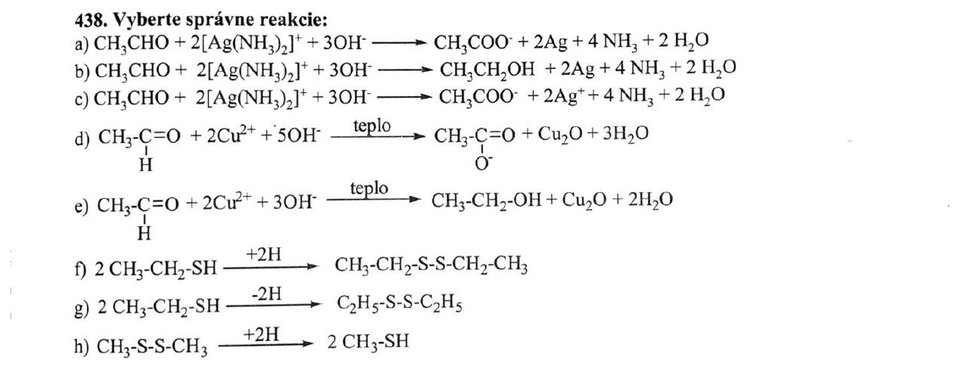 438. Vyberte správne reakcie:
a) CH₃CHO + 2[Ag(NH₃)₂]⁺ + 3OH⁻ ⟶ CH₃COO⁻ + 2Ag + 4 NH₃ + 2 H₂O
b) CH₃CHO + 2[Ag(NH₃)₂]⁺ + 3OH⁻ ⟶ CH₃CH₂OH + 2Ag + 4 NH₃ + 2 H₂O
c) CH₃CHO + 2[Ag(NH₃)₂]⁺ + 3OH⁻ ⟶ CH₃COO⁻ + 2Ag⁺ + 4 NH₃ + 2 H₂O
teplo
d) CH₃-C=O + 2Cu²⁺ + 5OH⁻ ⟶ CH₃-C=O + Cu₂O + 3H₂O
H O⁻
teplo
e) CH₃-C=O + 2Cu²⁺ + 3OH⁻ ⟶ CH₃-CH₂-OH + Cu₂O + 2H₂O
H
+2H
f) 2 CH₃-CH₂-SH ⟶ CH₃-CH₂-S-S-CH₂-CH₃
-2H
g) 2 CH₃-CH₂-SH ⟶ C₂H₅-S-S-C₂H₅
+2H
h) CH₃-S-S-CH₃ ⟶ 2 CH₃-SH